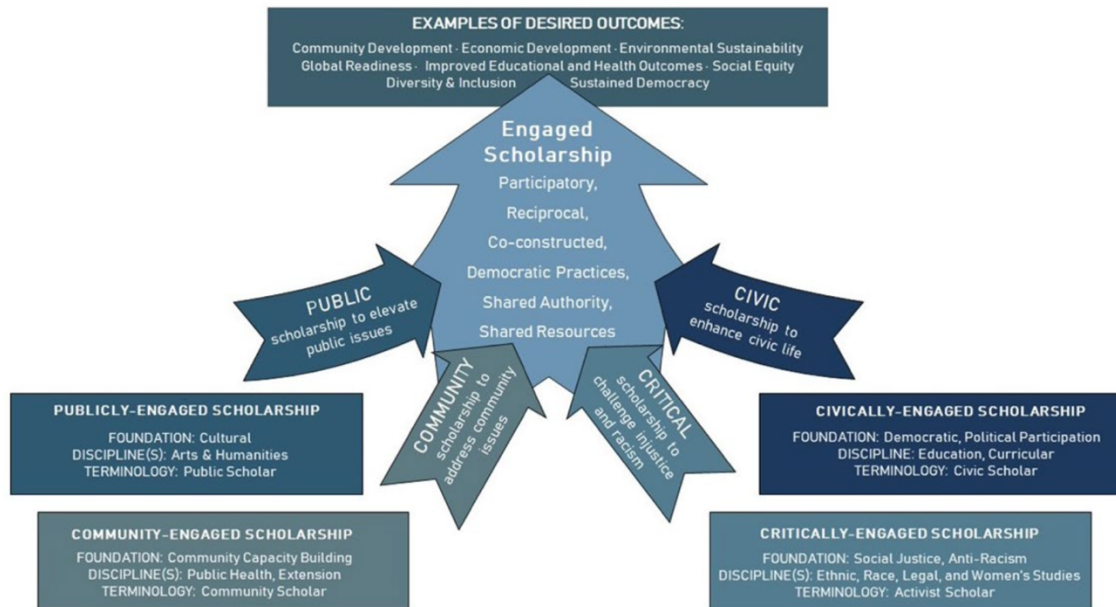 EXAMPLES OF DESIRED OUTCOMES:
Community Development · Economic Development · Environmental Sustainability
Global Readiness · Improved Educational and Health Outcomes · Social Equity
Diversity & Inclusion Sustained Democracy
Engaged
Scholarship
Participatory,
Reciprocal,
Co-constructed,
Democratic Practices,
Shared Authority,
Shared Resources
PUBLIC
scholarship to elevate
public issues
CIVIC
scholarship to
enhance civic life
COMMUNITY
scholarship to
address community
issues
CRITICAL
scholarship to
challenge injustice
and racism
PUBLICLY-ENGAGED SCHOLARSHIP
FOUNDATION: Cultural
DISCIPLINE(S): Arts & Humanities
TERMINOLOGY: Public Scholar
CIVICALLY-ENGAGED SCHOLARSHIP
FOUNDATION: Democratic, Political Participation
DISCIPLINE: Education, Curricular
TERMINOLOGY: Civic Scholar
COMMUNITY-ENGAGED SCHOLARSHIP
FOUNDATION: Community Capacity Building
DISCIPLINE(S): Public Health, Extension
TERMINOLOGY: Community Scholar
CRITICALLY-ENGAGED SCHOLARSHIP
FOUNDATION: Social Justice, Anti-Racism
DISCIPLINE(S): Ethnic, Race, Legal, and Women's Studies
TERMINOLOGY: Activist Scholar